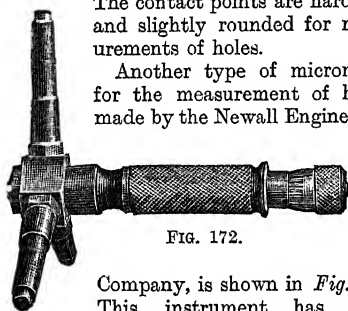 The contact points are hard
and slightly rounded for
urements of holes.
Another type of micro
for the measurement of
made by the Newall Engine
FIG. 172.
Company, is shown in Fig.
This instrument has